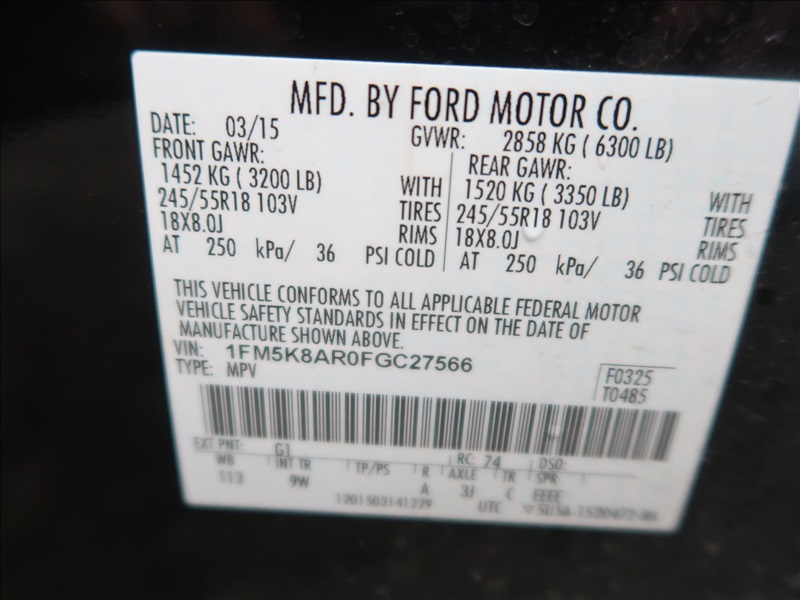 MFD. BY FORD MOTOR CO.
DATE: 03/15 GVWR: 2858 KG ( 6300 LB)
FRONT GAWR: REAR GAWR:
1452 KG ( 3200 LB) WITH 1520 KG ( 3350 LB) WITH
245/55R18 103V TIRES 245/55R18 103V TIRES
18X8.0J RIMS 18X8.0J RIMS
AT 250 kPa/ 36 PSI COLD AT 250 kPa/ 36 PSI COLD
THIS VEHICLE CONFORMS TO ALL APPLICABLE FEDERAL MOTOR
VEHICLE SAFETY STANDARDS IN EFFECT ON THE DATE OF
MANUFACTURE SHOWN ABOVE.
VIN: 1FM5K8AR0FGC27566
TYPE: MPV
F0325
T0485
EXT PNT: G1 RC: 74 DSO:
WB INT TR TP/PS R AXLE TR SPR
113 9W A 3J C EEEE
1201503141229 UTC